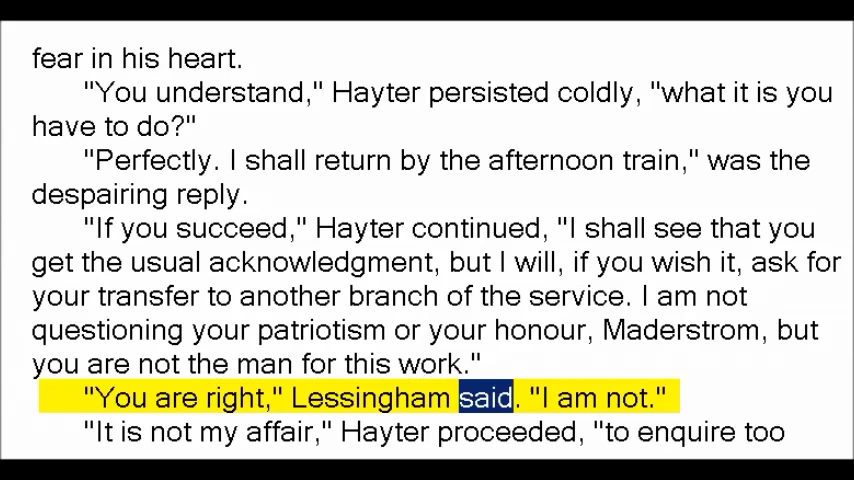 fear in his heart.
"You understand," Hayter persisted coldly, "what it is you
have to do?"
"Perfectly. I shall return by the afternoon train," was the
despairing reply.
"If you succeed," Hayter continued, "I shall see that you
get the usual acknowledgment, but I will, if you wish it, ask for
your transfer to another branch of the service. I am not
questioning your patriotism or your honour, Maderstrom, but
you are not the man for this work."
"You are right," Lessingham said. "I am not."
"It is not my affair," Hayter proceeded, "to enquire too